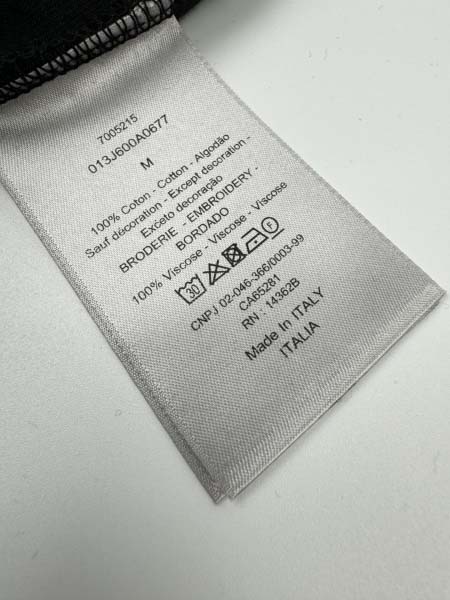 7005215
013J600A0677
M
100% Coton - Cotton - Algodão
Sauf décoration - Except decoration -
Exceto decoração
BRODERIE - EMBROIDERY -
BORDADO
100% Viscose - Viscose - Viscose
30 F
CNPJ 02-046-366/0003-99
CA65281
RN : 14362B
Made In ITALY
ITALIA